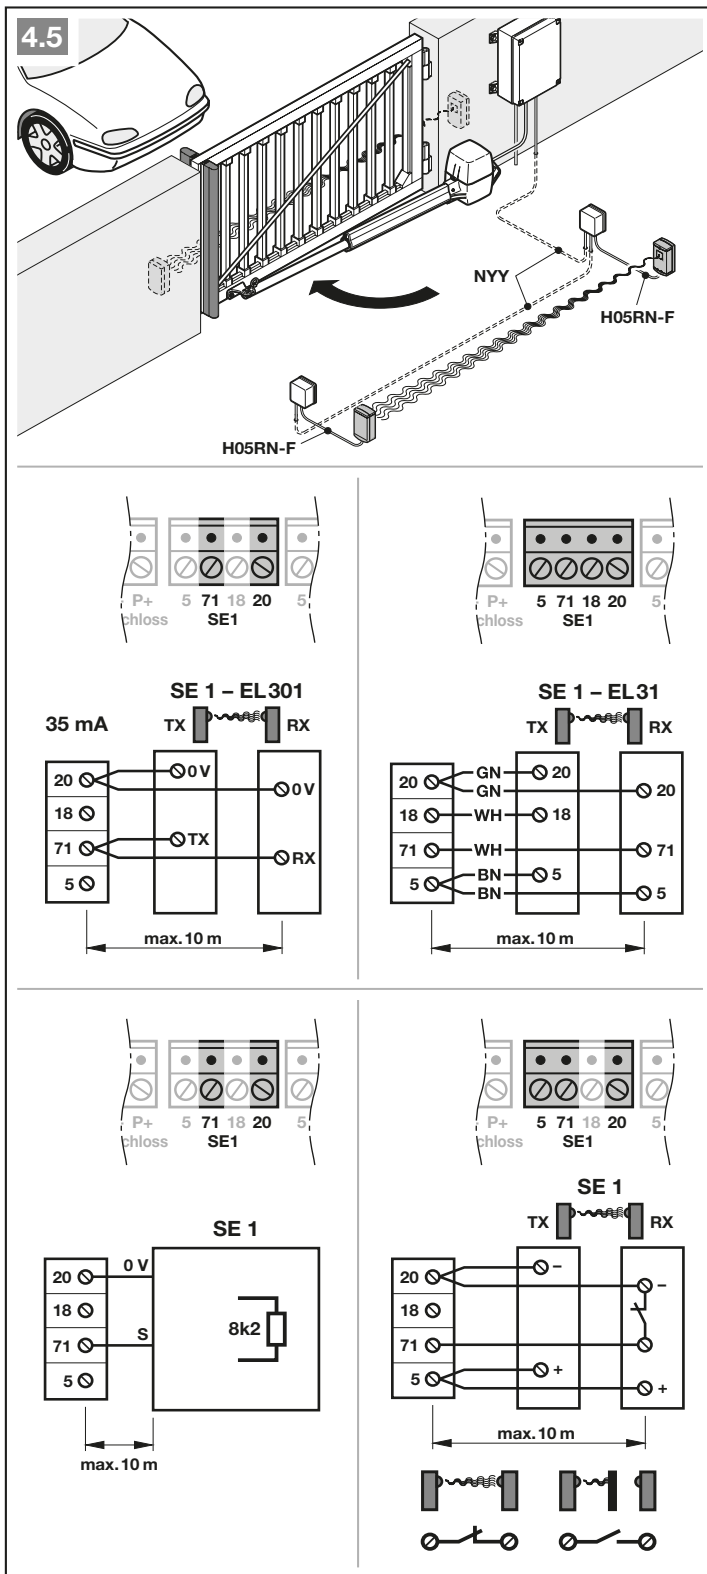 4.5
NYY
H05RN-F
H05RN-F
P+ 5 71 18 20 5
chloss SE1
P+ 5 71 18 20 5
chloss SE1
SE 1 – EL301
35 mA TX RX
20 0 V
0 V
18
71 TX
RX
5
max. 10 m
SE 1 – EL31
TX RX
20 GN 20
GN 20
18 WH 18
71 WH 71
5 BN 5
BN 5
max. 10 m
P+ 5 71 18 20 5
chloss SE1
P+ 5 71 18 20 5
chloss SE1
SE 1
20 0 V
18
8k2
71 S
5
max. 10 m
SE 1
TX RX
20 –
–
18
71
5 +
+
max. 10 m